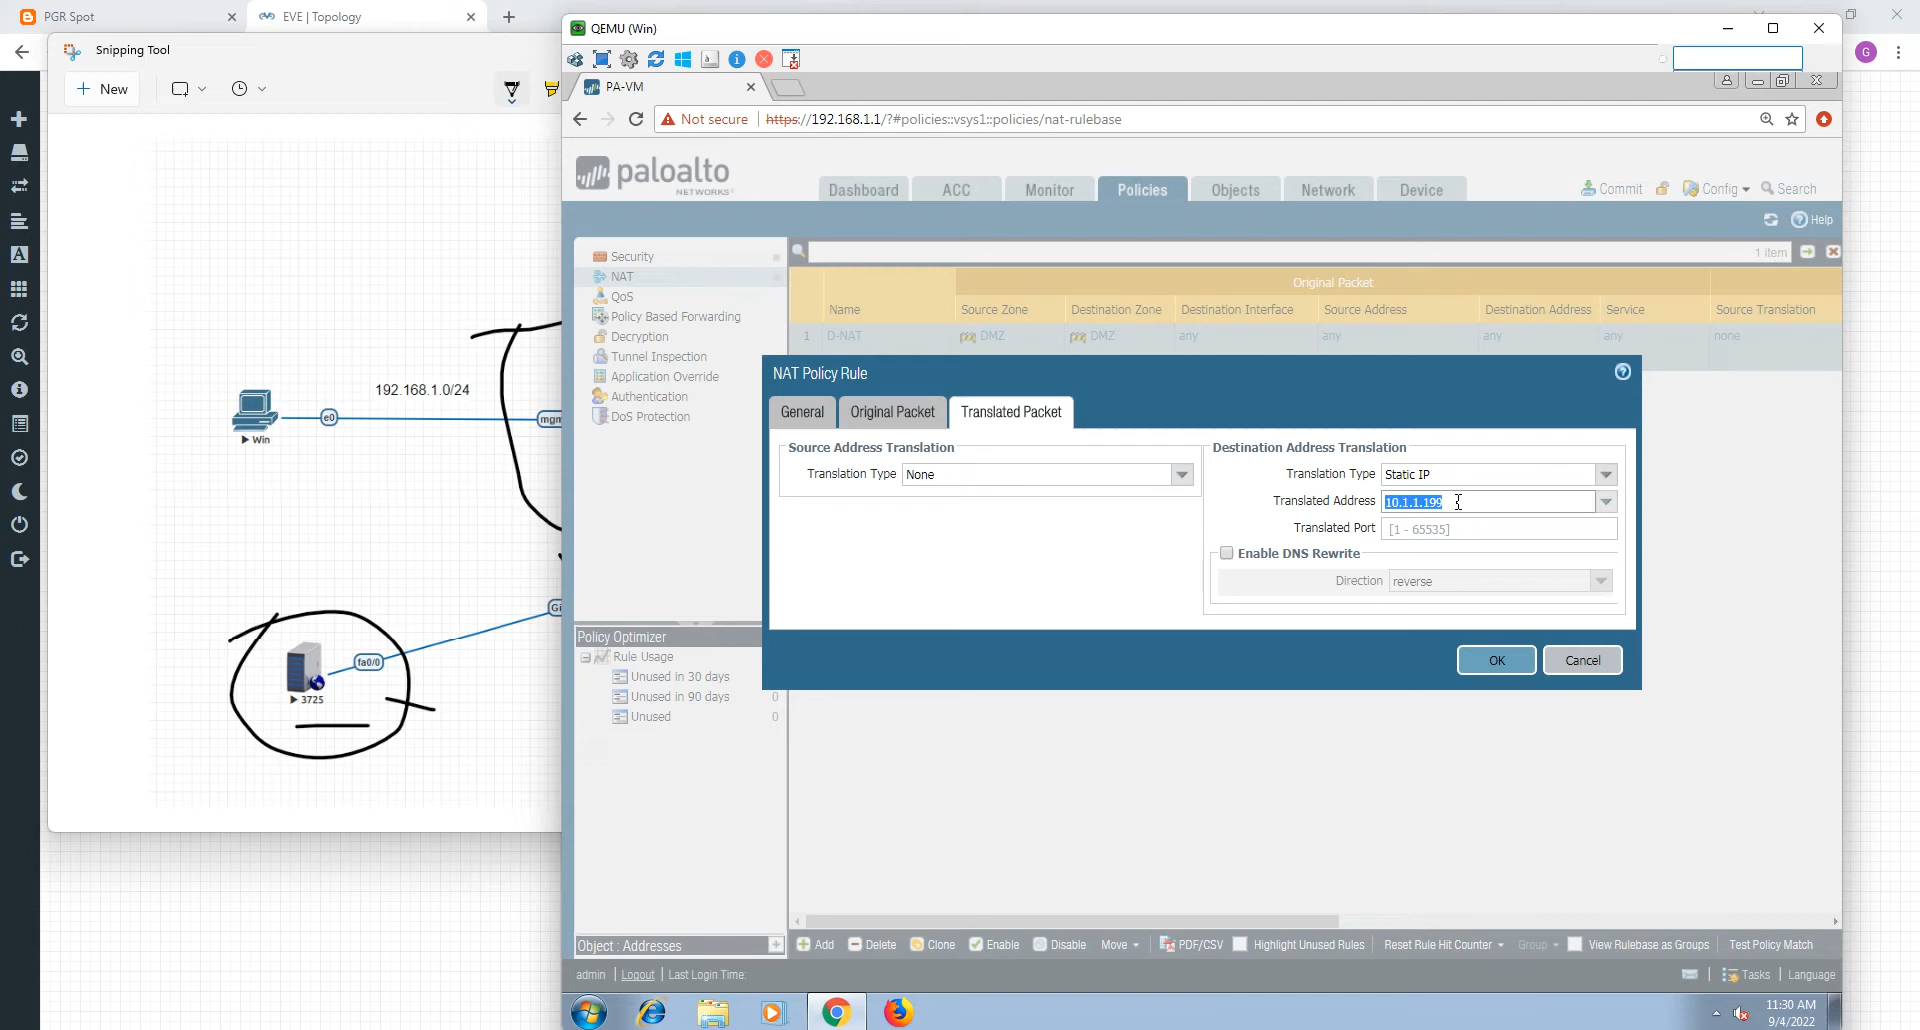 PGR Spot
EVE | Topology
Snipping Tool
New
192.168.1.0/24
e0
mgm
Win
Gi
fa0/0
3725
G
QEMU (Win)
PA-VM
Not secure
https://192.168.1.1/?#policies::vsys1::policies/nat-rulebase
paloalto
NETWORKS
Dashboard
ACC
Monitor
Policies
Objects
Network
Device
Commit
Config
Search
Help
Security
NAT
QoS
Policy Based Forwarding
Decryption
Tunnel Inspection
Application Override
Authentication
DoS Protection
1 item
Original Packet
Name
Source Zone
Destination Zone
Destination Interface
Source Address
Destination Address
Service
Source Translation
1
D-NAT
DMZ
DMZ
any
any
any
any
none
NAT Policy Rule
General
Original Packet
Translated Packet
Source Address Translation
Translation Type
None
Destination Address Translation
Translation Type
Static IP
Translated Address
10.1.1.199
Translated Port
[1 - 65535]
Enable DNS Rewrite
Direction
reverse
OK
Cancel
Policy Optimizer
Rule Usage
Unused in 30 days
Unused in 90 days 0
Unused 0
Object : Addresses
Add
Delete
Clone
Enable
Disable
Move
PDF/CSV
Highlight Unused Rules
Reset Rule Hit Counter
Group
View Rulebase as Groups
Test Policy Match
admin | Logout | Last Login Time:
Tasks | Language
11:30 AM
9/4/2022